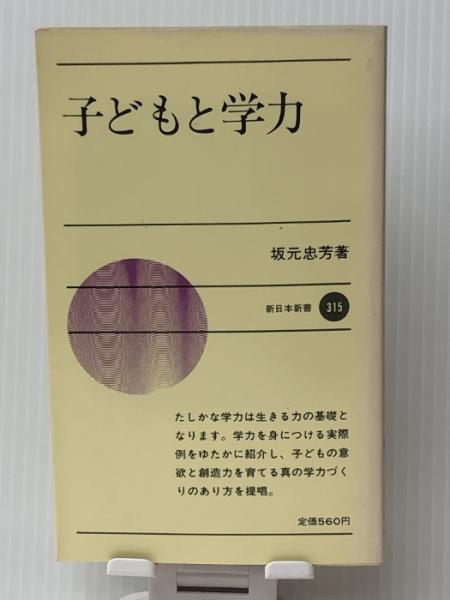 子どもと学力
坂元忠芳著
新日本新書 315
たしかな学力は生きる力の基礎と
なります。学力を身につける実際
例をゆたかに紹介し、子どもの意
欲と創造力を育てる真の学力づく
りのあり方を提唱。
定価560円